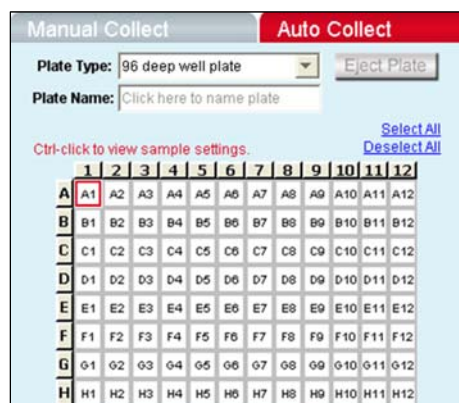 Manual Collect Auto Collect
Plate Type: 96 deep well plate Eject Plate
Plate Name: Click here to name plate
Select All
Ctrl-click to view sample settings. Deselect All
1 2 3 4 5 6 7 8 9 10 11 12
A A1 A2 A3 A4 A5 A6 A7 A8 A9 A10 A11 A12
B B1 B2 B3 B4 B5 B6 B7 B8 B9 B10 B11 B12
C C1 C2 C3 C4 C5 C6 C7 C8 C9 C10 C11 C12
D D1 D2 D3 D4 D5 D6 D7 D8 D9 D10 D11 D12
E E1 E2 E3 E4 E5 E6 E7 E8 E9 E10 E11 E12
F F1 F2 F3 F4 F5 F6 F7 F8 F9 F10 F11 F12
G G1 G2 G3 G4 G5 G6 G7 G8 G9 G10 G11 G12
H H1 H2 H3 H4 H5 H6 H7 H8 H9 H10 H11 H12